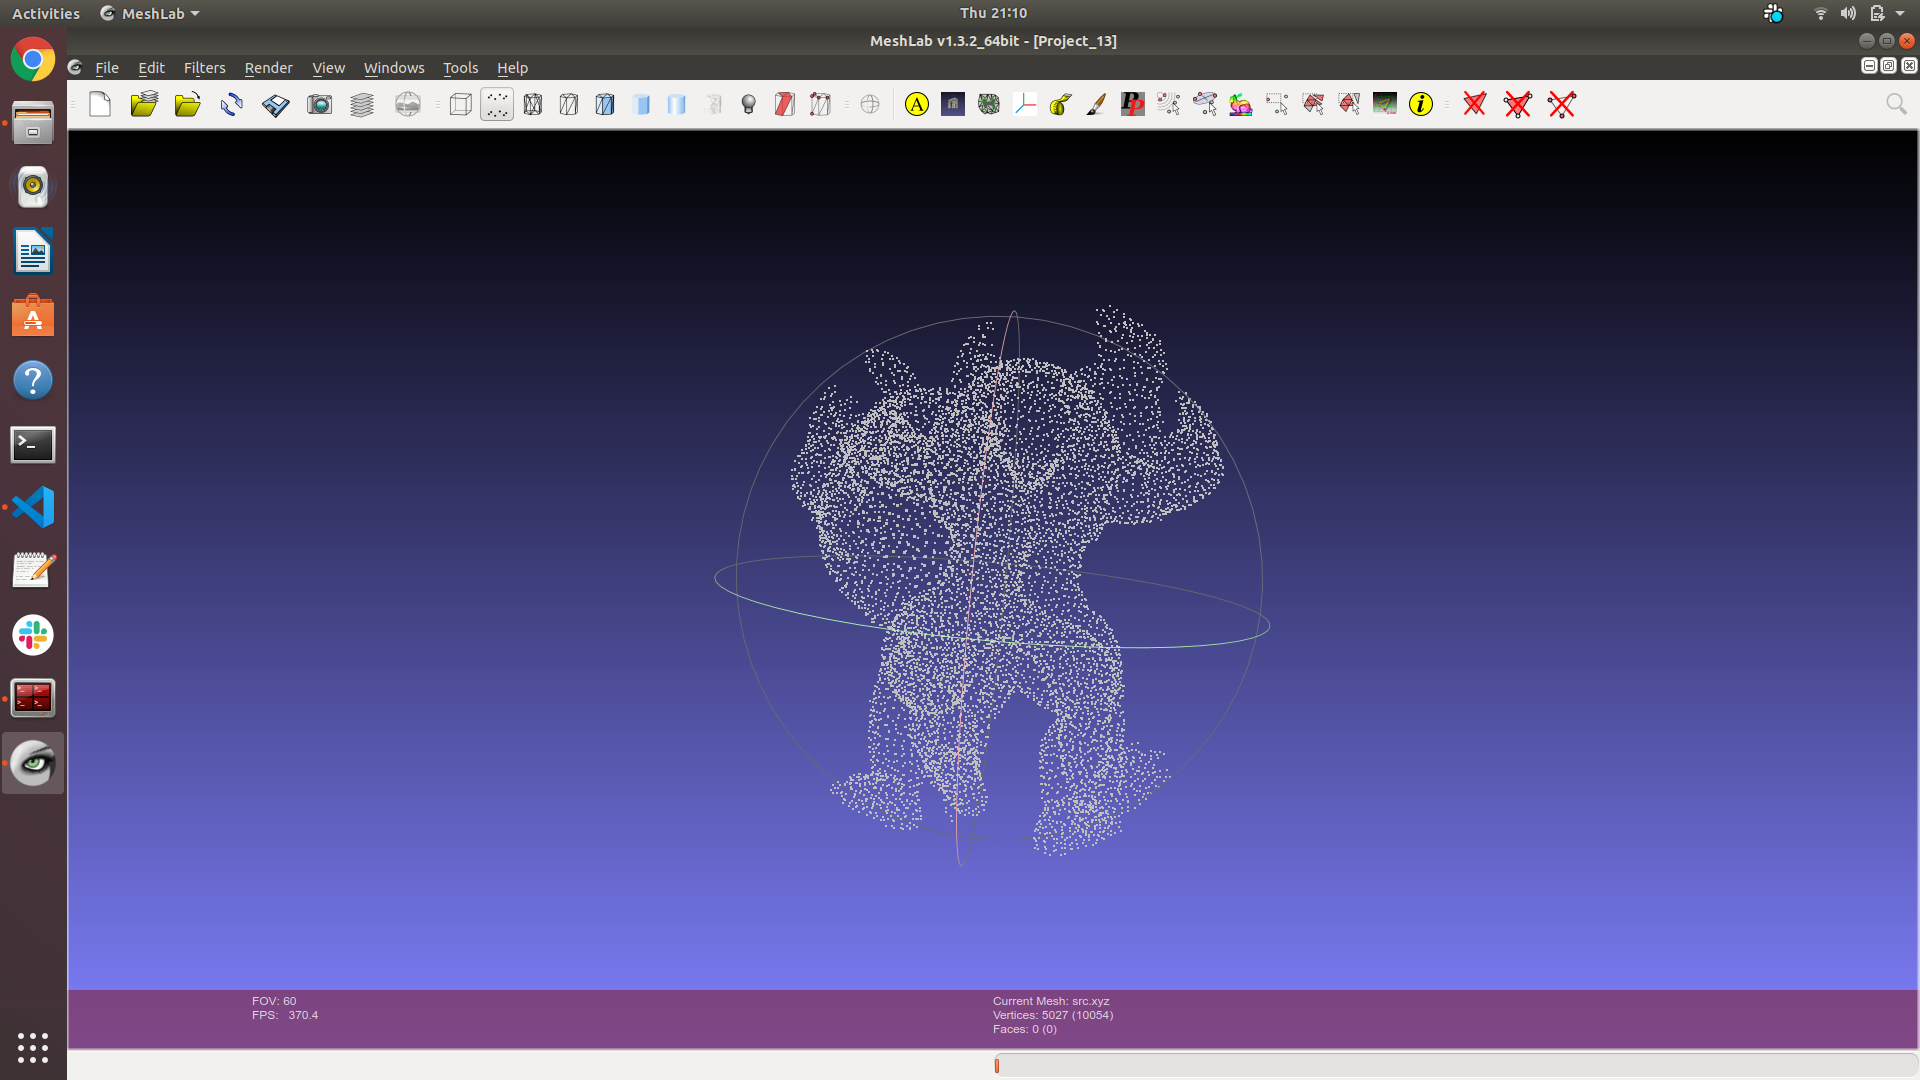 Activities MeshLab Thu 21:10
MeshLab v1.3.2_64bit - [Project_13]
File Edit Filters Render View Windows Tools Help
FOV: 60
FPS: 370.4
Current Mesh: src.xyz
Vertices: 5027 (10054)
Faces: 0 (0)